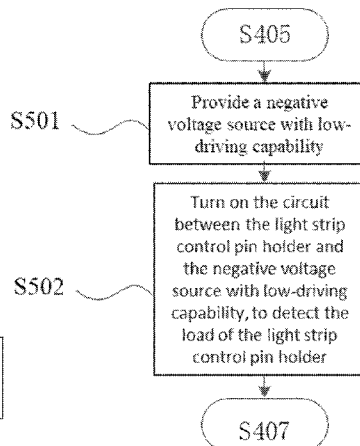 S405
S501
Provide a negative
voltage source with low-
driving capability
S502
Turn on the circuit
between the light strip
control pin holder and
the negative voltage
source with low-driving
capability, to detect the
load of the light strip
control pin holder
S407